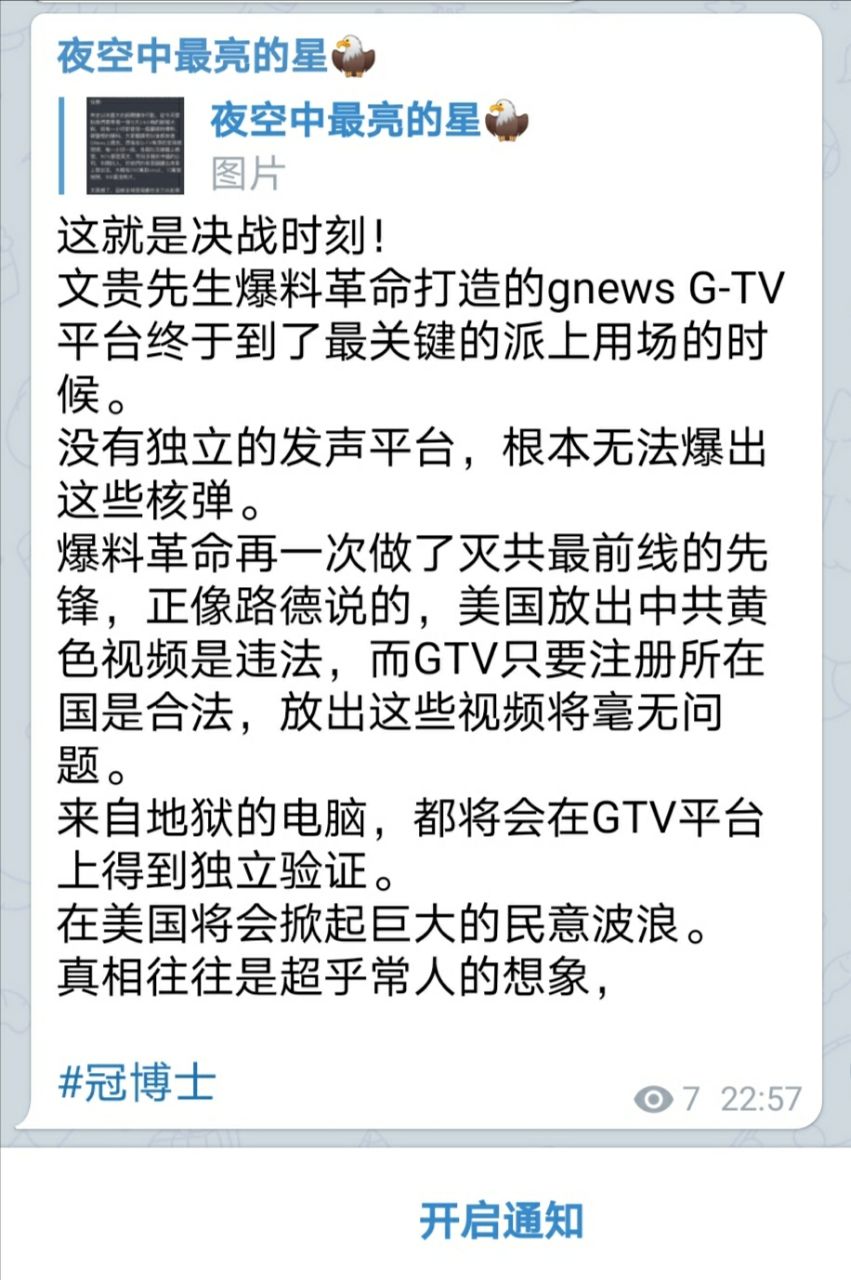 夜空中最亮的星🦅
夜空中最亮的星🦅
图片
这就是决战时刻！
文贵先生爆料革命打造的gnews G-TV
平台终于到了最关键的派上用场的时
候。
没有独立的发声平台，根本无法爆出
这些核弹。
爆料革命再一次做了灭共最前线的先
锋，正像路德说的，美国放出中共黄
色视频是违法，而GTV只要注册所在
国是合法，放出这些视频将毫无问
题。
来自地狱的电脑，都将会在GTV平台
上得到独立验证。
在美国将会掀起巨大的民意波浪。
真相往往是超乎常人的想象，
#冠博士
7 22:57
开启通知